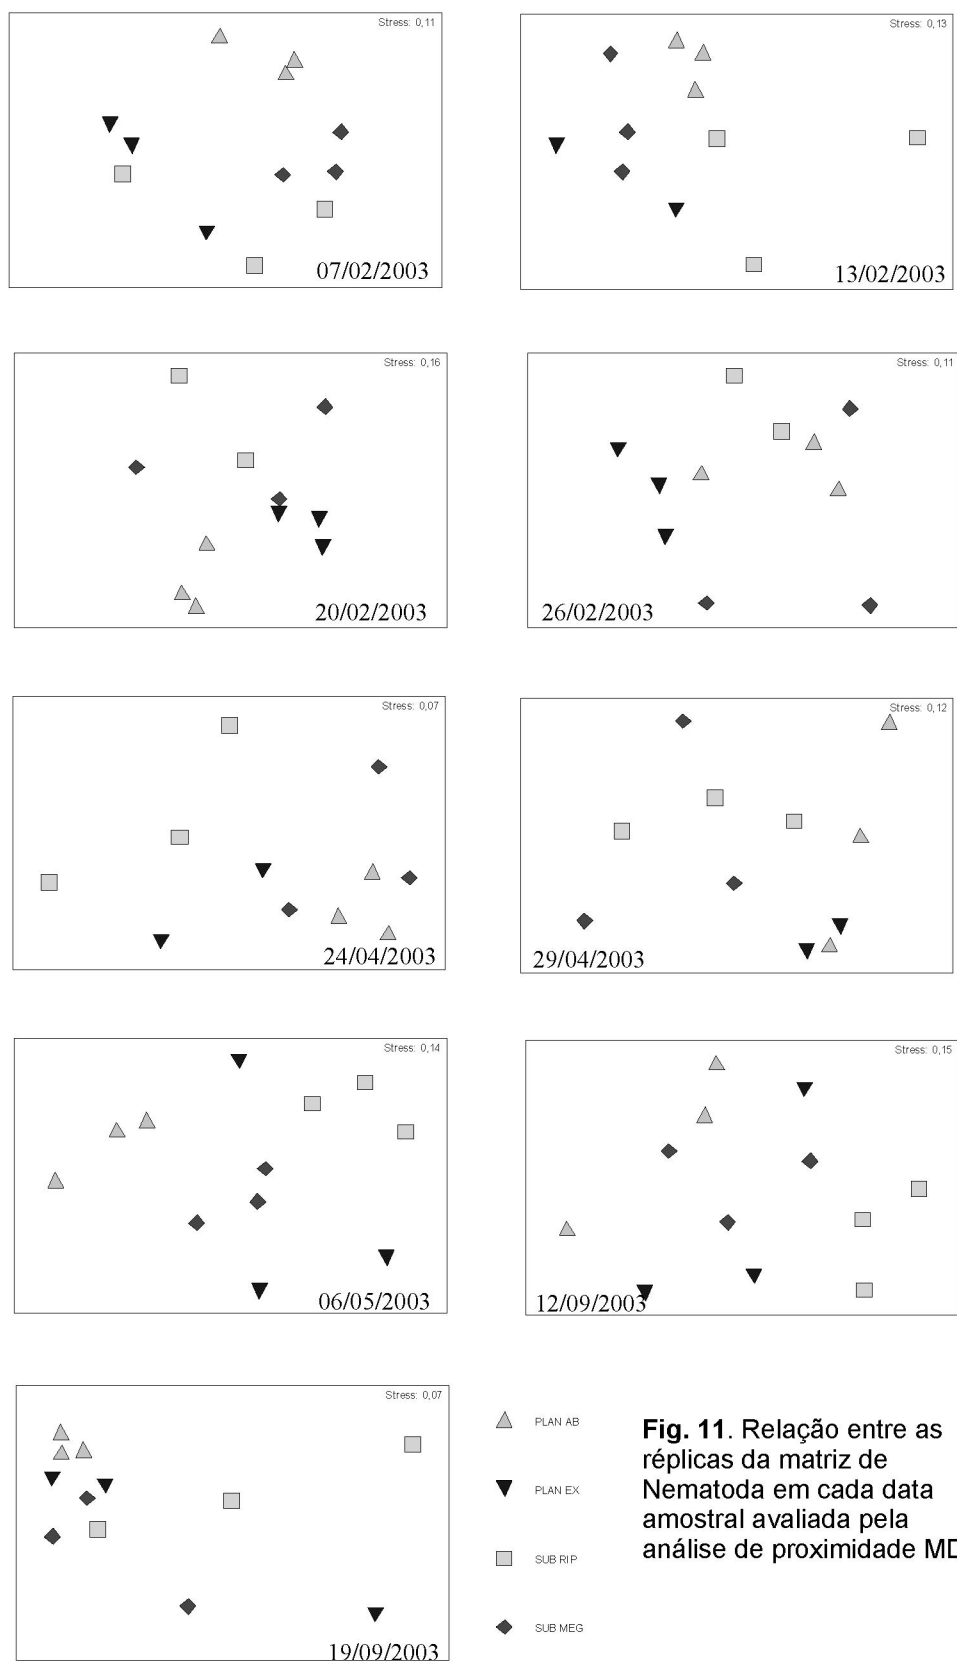 Stress: 0,11
07/02/2003
Stress: 0,13
13/02/2003
Stress: 0,16
20/02/2003
Stress: 0,11
26/02/2003
Stress: 0,07
24/04/2003
Stress: 0,12
29/04/2003
Stress: 0,14
06/05/2003
Stress: 0,15
12/09/2003
Stress: 0,07
19/09/2003
PLAN AB
PLAN EX
SUB RIP
SUB MEG
Fig. 11. Relação entre as
réplicas da matriz de
Nematoda em cada data
amostral avaliada pela
análise de proximidade